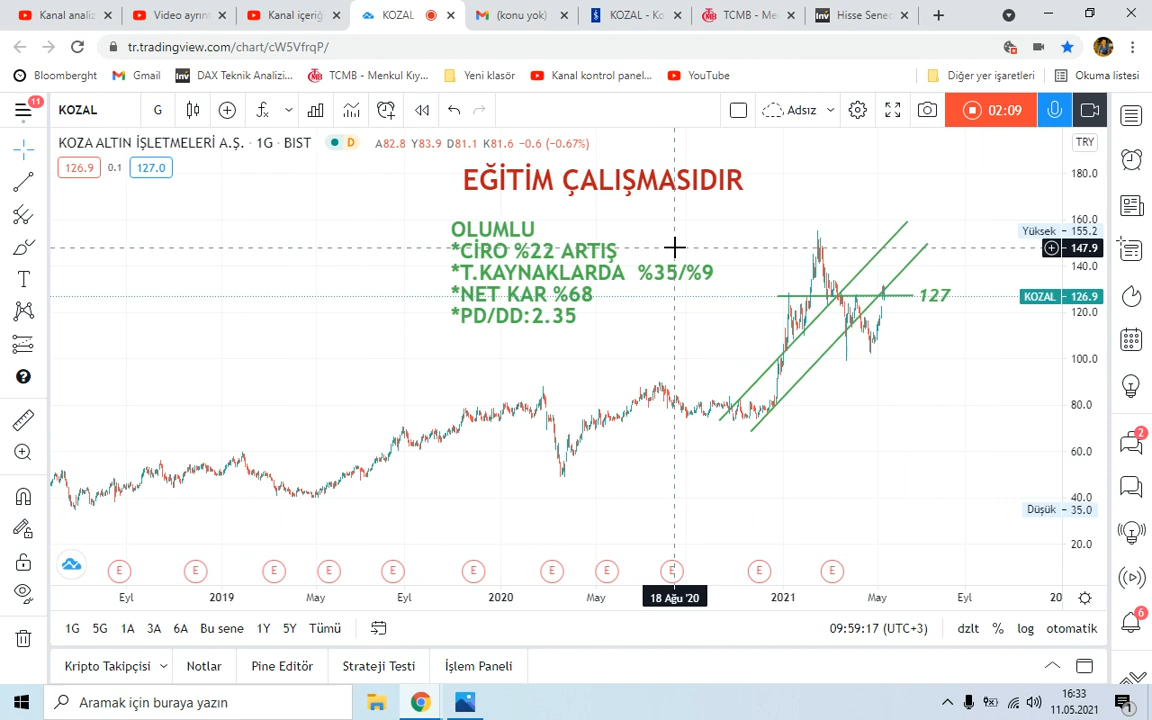 Kanal analiz
Video ayrınt
Kanal içeriğ
KOZAL
(konu yok)
KOZAL - Ko
TCMB - Me
Hisse Sened
tr.tradingview.com/chart/cW5VfrqP/
Bloomberght
Gmail
DAX Teknik Analizi...
TCMB - Menkul Kıy...
Yeni klasör
Kanal kontrol panel...
YouTube
Diğer yer işaretleri
Okuma listesi
11
KOZAL
G
Adsız
02:09
KOZA ALTIN İŞLETMELERİ A.Ş. · 1G · BIST
D
A82.8 Y83.9 D81.1 K81.6 −0.6 (−0.67%)
TRY
126.9
0.1
127.0
EĞİTİM ÇALIŞMASIDIR
OLUMLU
*CİRO %22 ARTIŞ
*T.KAYNAKLARDA %35/%9
*NET KAR %68
*PD/DD:2.35
127
180.0
160.0
Yüksek 155.2
147.9
140.0
KOZAL 126.9
120.0
100.0
80.0
60.0
40.0
Düşük 35.0
20.0
E E E E E E E E E E E
Eyl
2019
May
Eyl
2020
May
18 Ağu '20
2021
May
Eyl
20
1G 5G 1A 3A 6A Bu sene 1Y 5Y Tümü
09:59:17 (UTC+3)
dzlt % log otomatik
Kripto Takipçisi
Notlar
Pine Editör
Strateji Testi
İşlem Paneli
2
6
Aramak için buraya yazın
16:33
11.05.2021
1